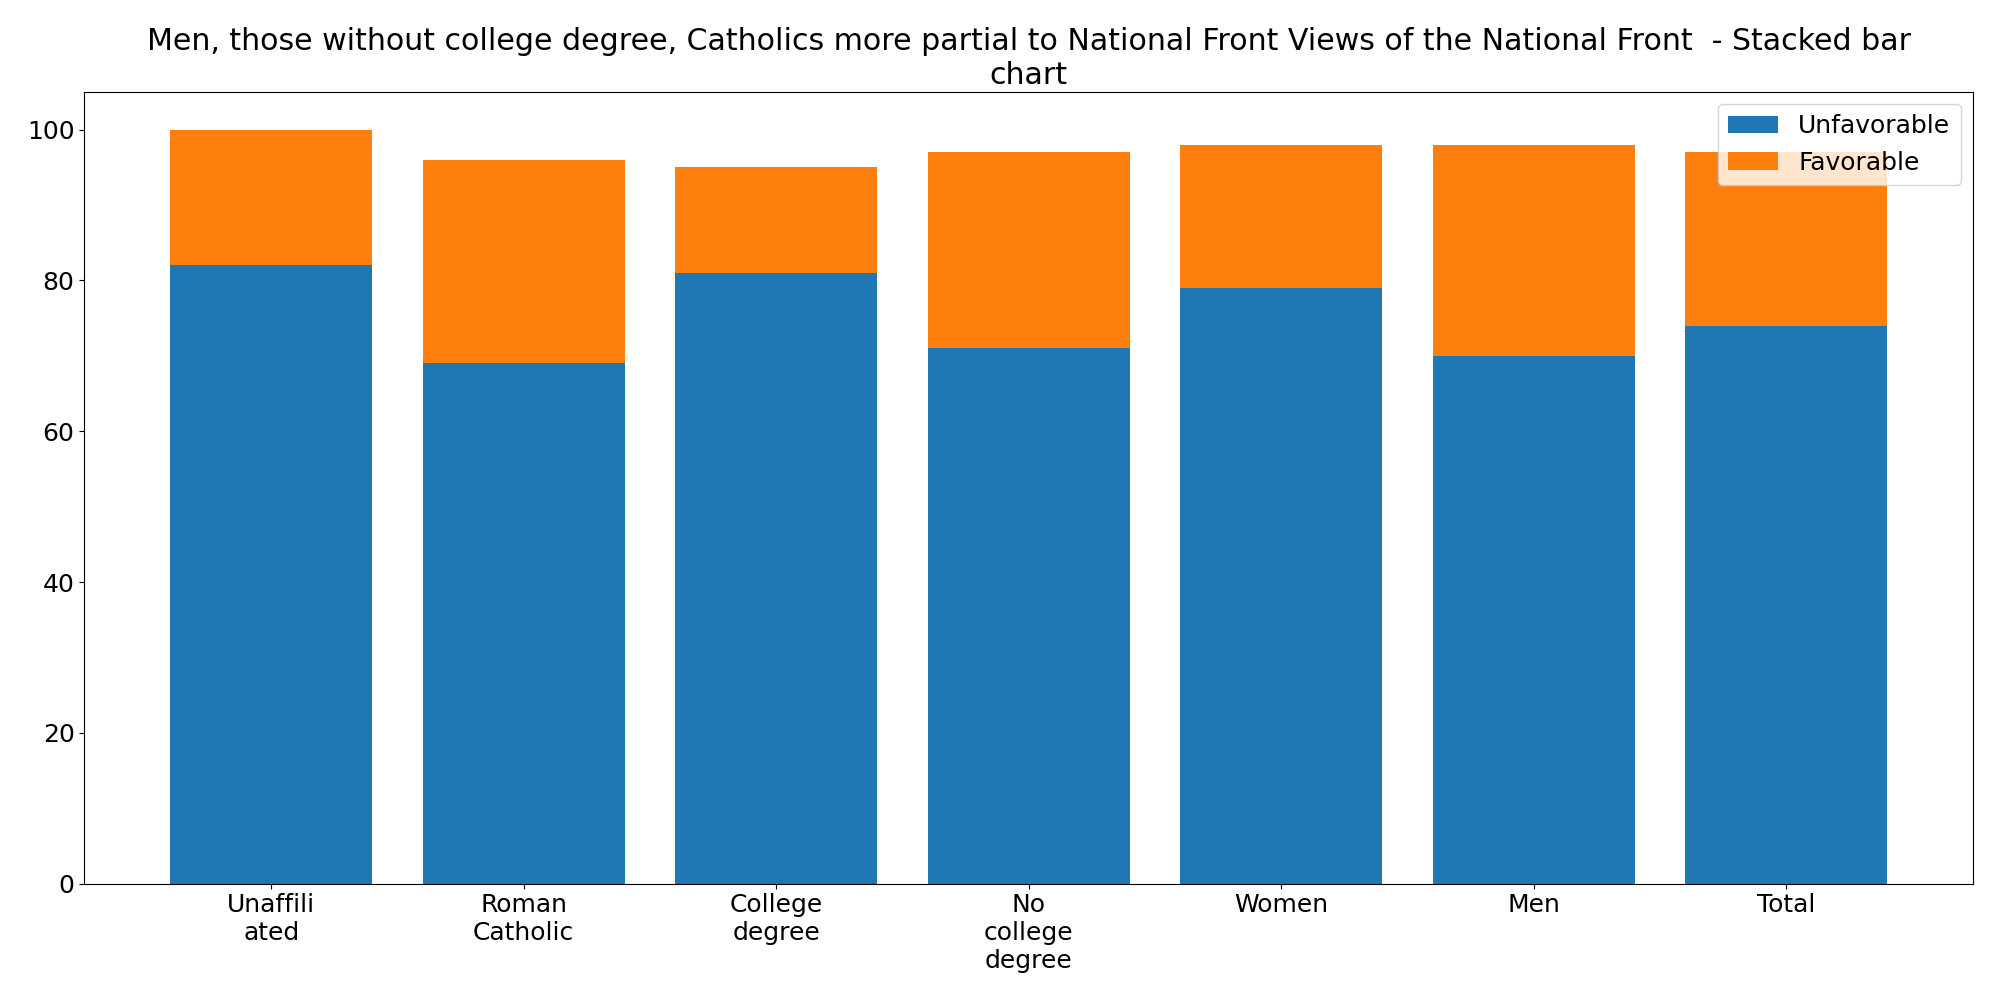 Men, those without college degree, Catholics more partial to National Front Views of the National Front  - Stacked bar
chart
Unfavorable
Favorable
100
80
60
40
20
0
Unaffili
ated
Roman
Catholic
College
degree
No
college
degree
Women
Men
Total